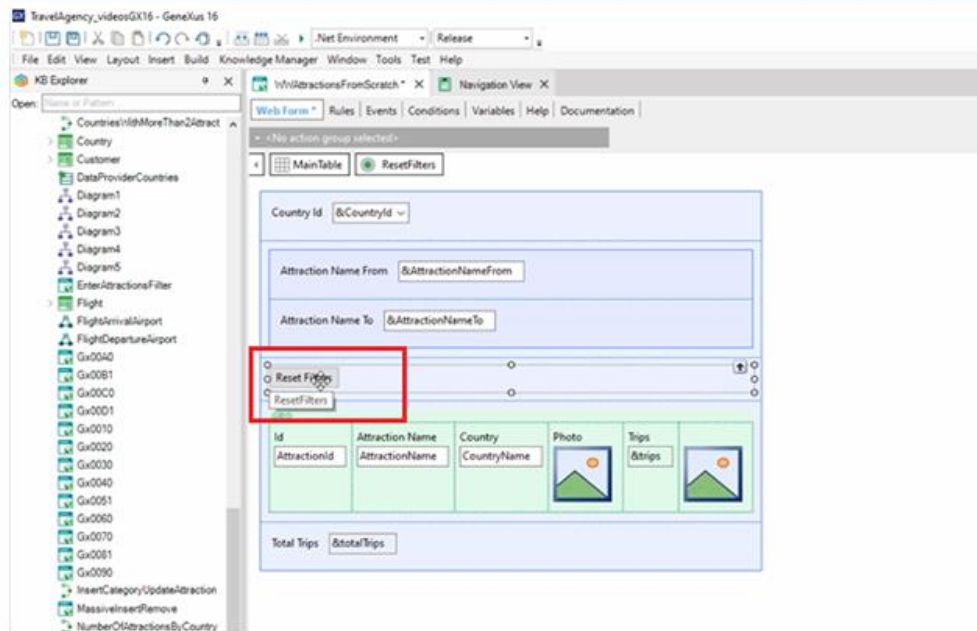 TravelAgency_videosGX16 - GeneXus 16
.Net Environment Release
File Edit View Layout Insert Build Knowledge Manager Window Tools Test Help
KB Explorer
WWAttractionsFromScratch * Navigation View
Open: Name or Pattern
Web Form * Rules Events Conditions Variables Help Documentation
CountriesWithMoreThan2Attract
<No action group selected>
Country
Customer
MainTable ResetFilters
DataProviderCountries
Diagram1
Diagram2
Diagram3
Diagram4
Diagram5
EnterAttractionsFilter
Flight
FlightArrivalAirport
FlightDepartureAirport
Gx00A0
Gx00B1
Gx00C0
Gx00D1
Gx0010
Gx0020
Gx0030
Gx0040
Gx0051
Gx0060
Gx0070
Gx0081
Gx0090
InsertCategoryUpdateAttraction
MassiveInsertRemove
NumberOfAttractionsByCountry
Country Id &CountryId
Attraction Name From &AttractionNameFrom
Attraction Name To &AttractionNameTo
Reset Filters
ResetFilters
Id Attraction Name Country Photo Trips
AttractionId AttractionName CountryName &trips
Total Trips &totalTrips